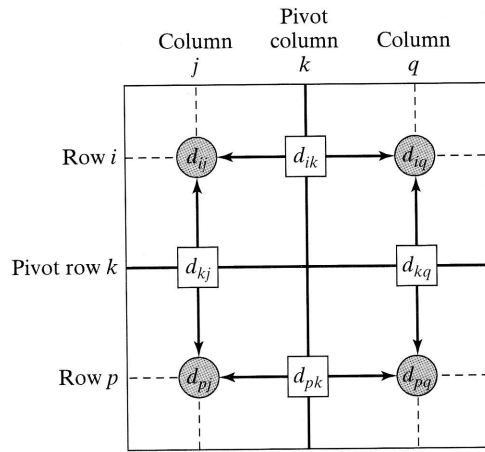 Pivot
Column column Column
j k q
Row i d_ij d_ik d_iq
Pivot row k d_kj d_kq
Row p d_pj d_pk d_pq